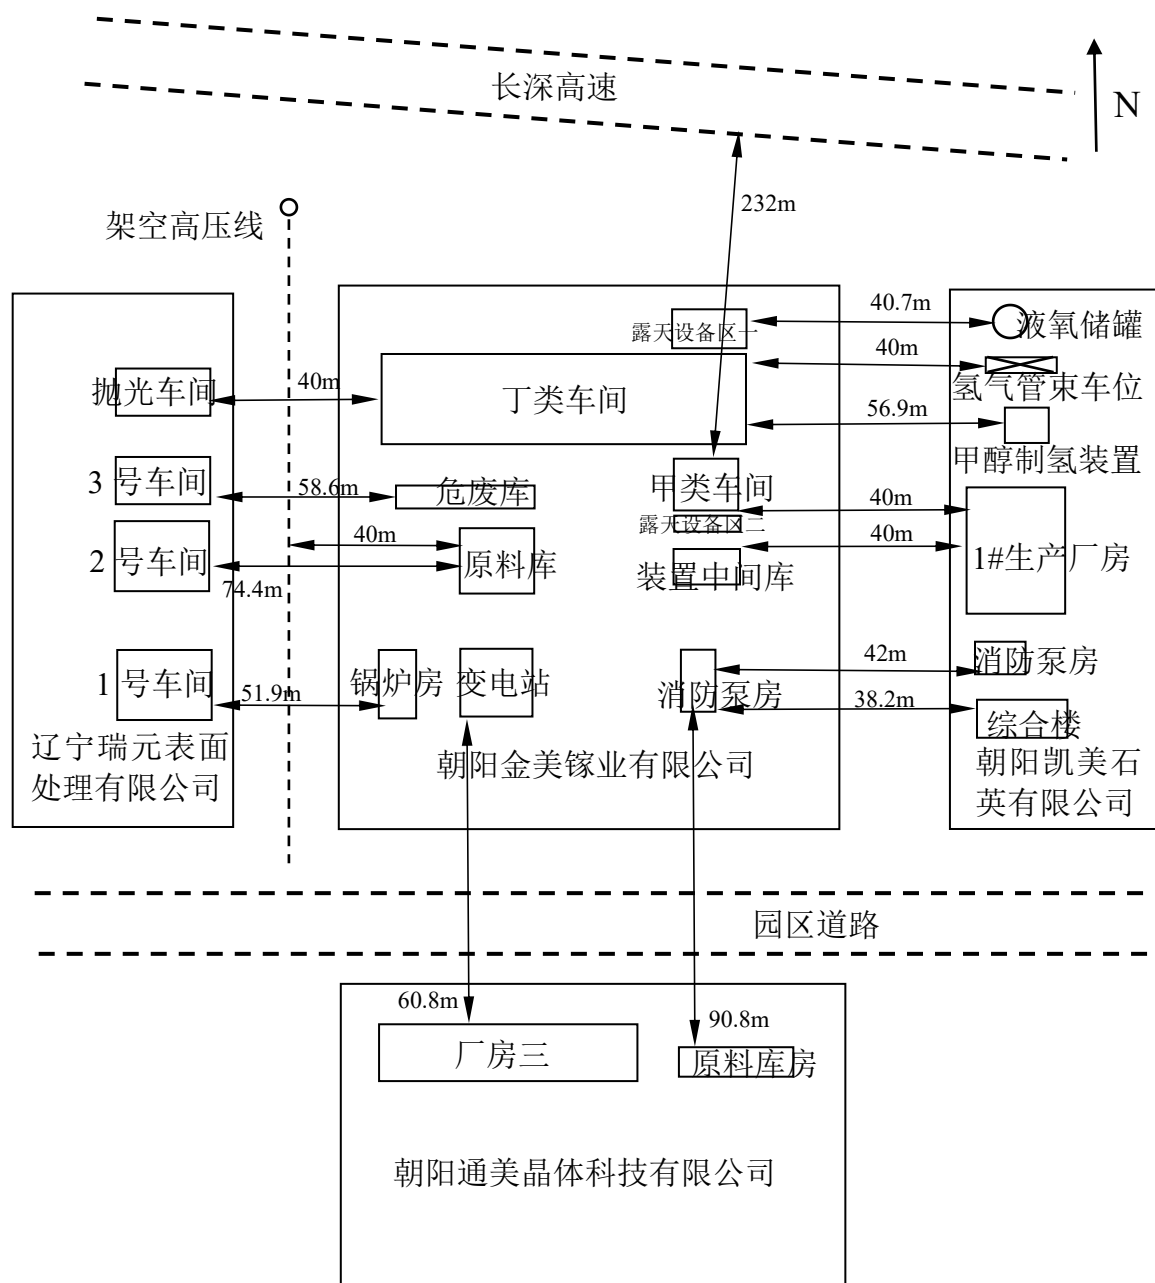 长深高速
N
232m
架空高压线
40.7m
露天设备区一
液氧储罐
40m
氢气管束车位
抛光车间
40m
丁类车间
56.9m
甲醇制氢装置
3 号车间
58.6m
危废库
甲类车间
40m
露天设备区二
2 号车间
40m
原料库
74.4m
装置中间库
40m
1#生产厂房
1 号车间
51.9m
锅炉房
变电站
消防泵房
42m
消防泵房
38.2m
综合楼
辽宁瑞元表面
处理有限公司
朝阳金美镓业有限公司
朝阳凯美石
英有限公司
园区道路
60.8m
90.8m
厂房三
原料库房
朝阳通美晶体科技有限公司